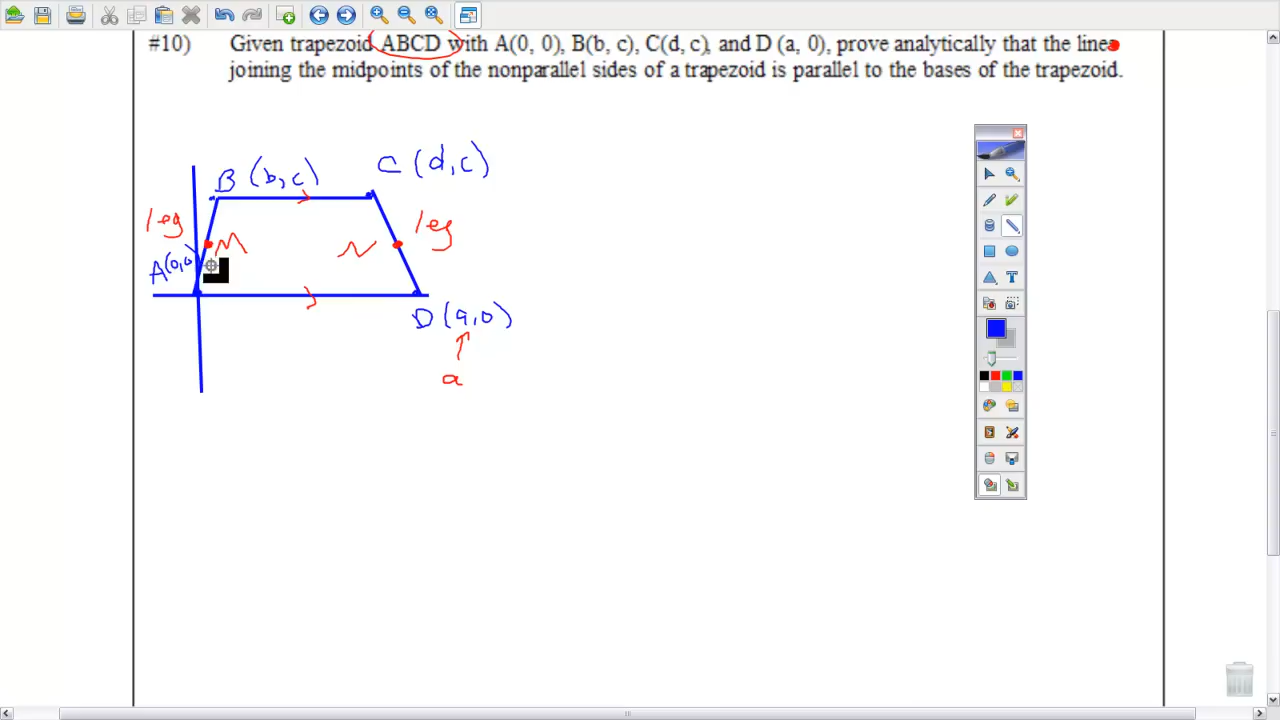 #10) Given trapezoid ABCD with A(0, 0), B(b, c), C(d, c), and D (a, 0), prove analytically that the lines
joining the midpoints of the nonparallel sides of a trapezoid is parallel to the bases of the trapezoid.
B (b, c)
C (d, c)
leg
leg
M
N
A(0,0)
D (a, 0)
a
T